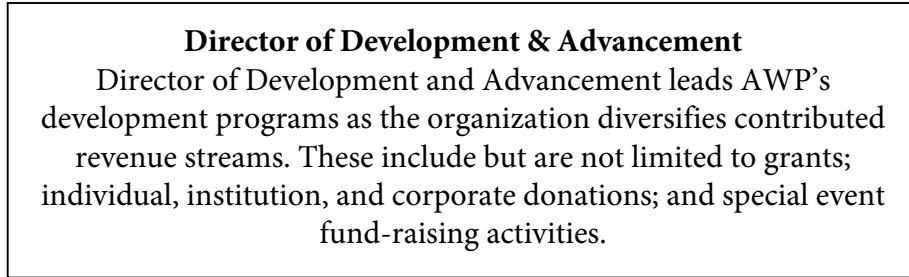 Director of Development & Advancement
Director of Development and Advancement leads AWP’s
development programs as the organization diversifies contributed
revenue streams. These include but are not limited to grants;
individual, institution, and corporate donations; and special event
fund-raising activities.